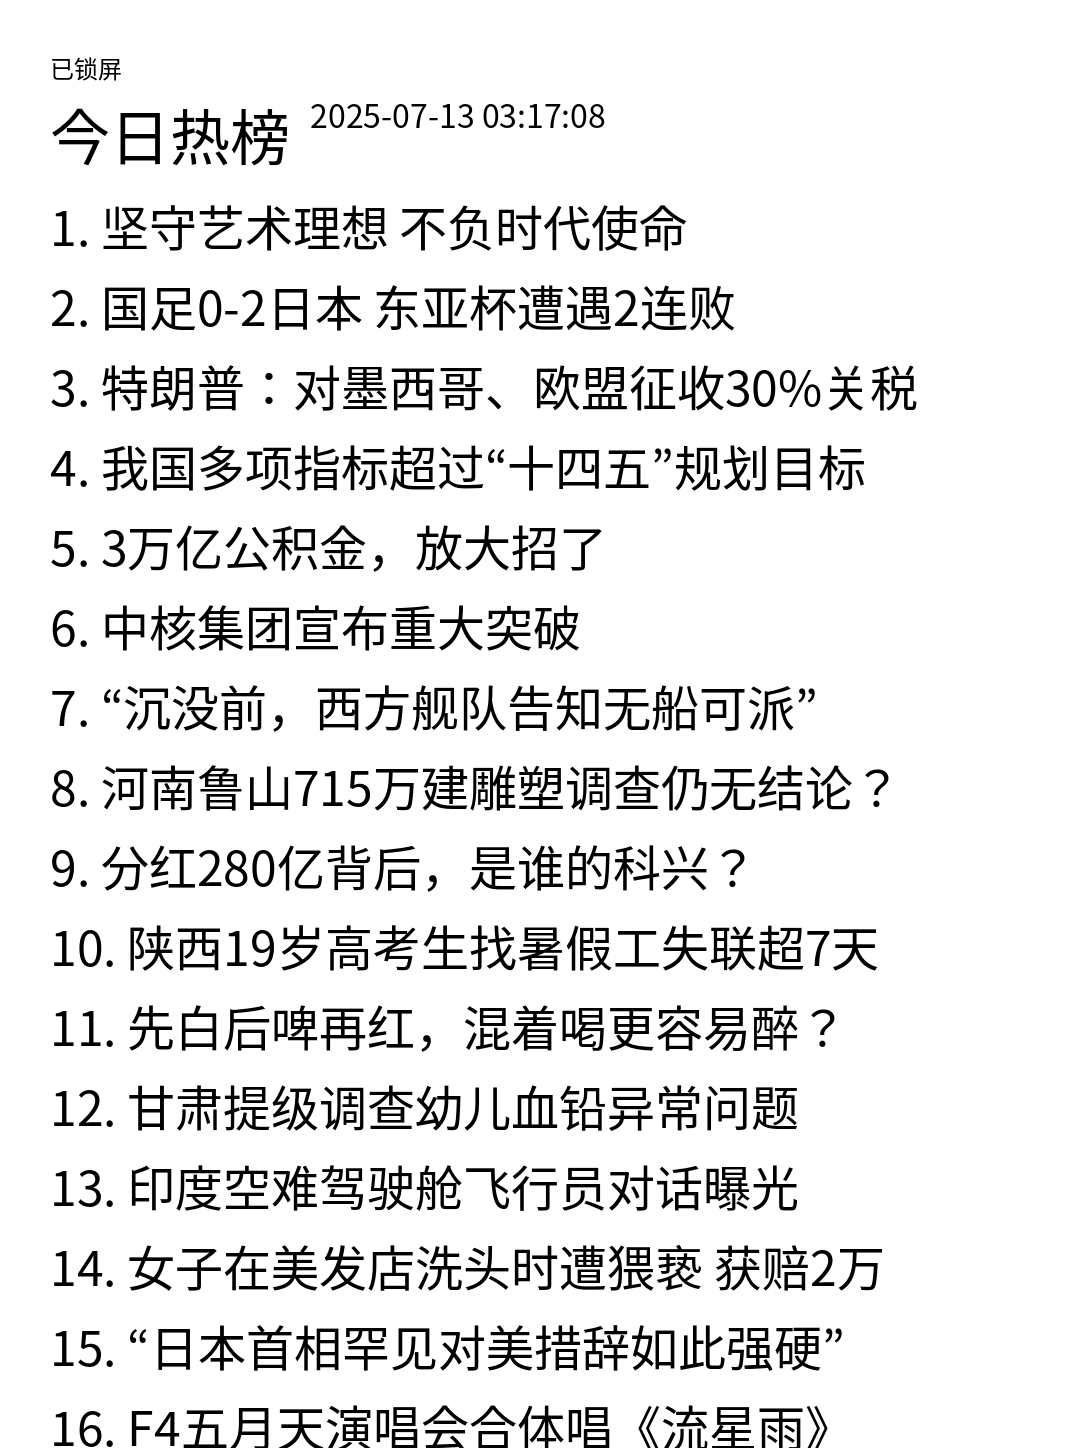 已锁屏
今日热榜 2025-07-13 03:17:08
1. 坚守艺术理想 不负时代使命
2. 国足0-2日本 东亚杯遭遇2连败
3. 特朗普：对墨西哥、欧盟征收30%关税
4. 我国多项指标超过“十四五”规划目标
5. 3万亿公积金，放大招了
6. 中核集团宣布重大突破
7. “沉没前，西方舰队告知无船可派”
8. 河南鲁山715万建雕塑调查仍无结论？
9. 分红280亿背后，是谁的科兴？
10. 陕西19岁高考生找暑假工失联超7天
11. 先白后啤再红，混着喝更容易醉？
12. 甘肃提级调查幼儿血铅异常问题
13. 印度空难驾驶舱飞行员对话曝光
14. 女子在美发店洗头时遭猥亵 获赔2万
15. “日本首相罕见对美措辞如此强硬”
16. F4五月天演唱会合体唱《流星雨》